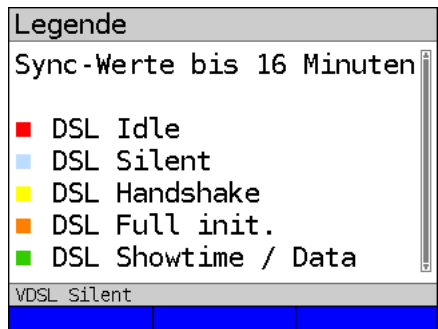 Legende
Sync-Werte bis 16 Minuten
DSL Idle
DSL Silent
DSL Handshake
DSL Full init.
DSL Showtime / Data
VDSL Silent